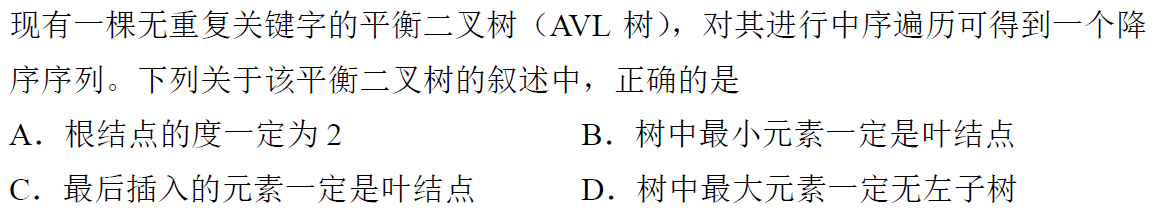 现有一棵无重复关键字的平衡二叉树（AVL 树），对其进行中序遍历可得到一个降
序序列。下列关于该平衡二叉树的叙述中，正确的是
A．根结点的度一定为 2 B．树中最小元素一定是叶结点
C．最后插入的元素一定是叶结点 D．树中最大元素一定无左子树